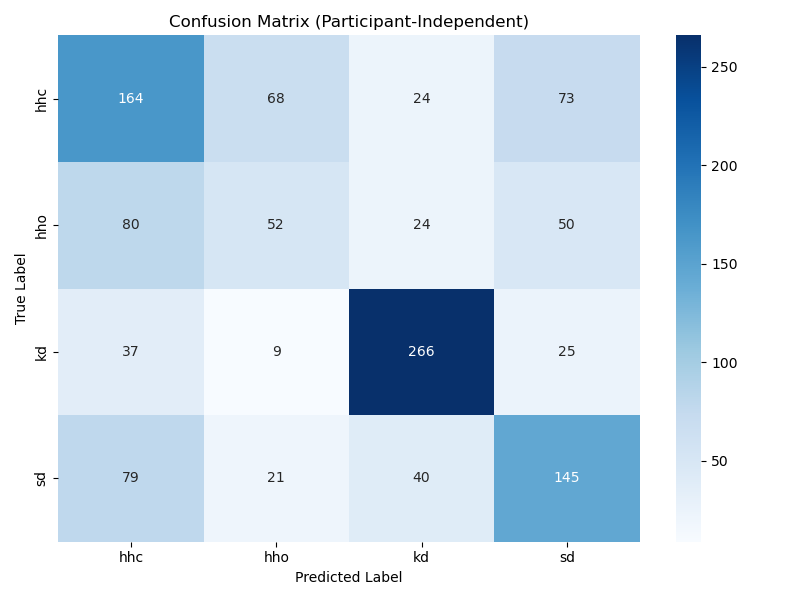 Confusion Matrix (Participant-Independent)
hhc 164 68 24 73
hho 80 52 24 50
kd 37 9 266 25
sd 79 21 40 145
hhc hho kd sd
Predicted Label
True Label
250
200
150
100
50